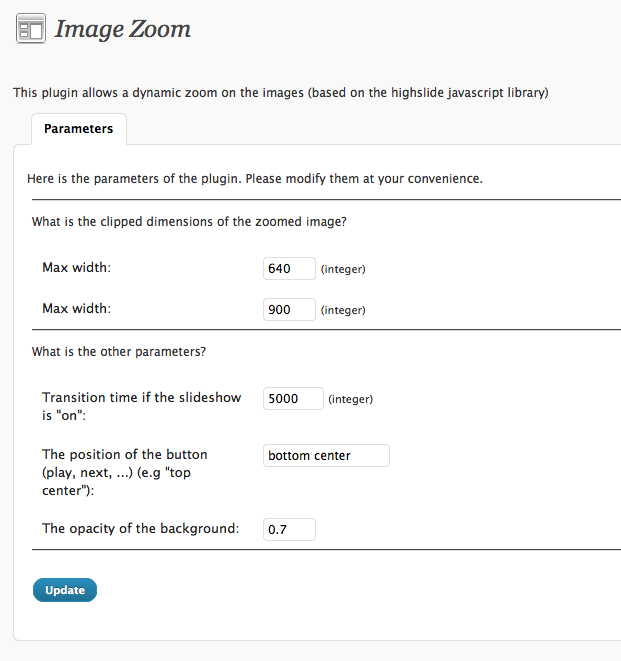 Image Zoom
This plugin allows a dynamic zoom on the images (based on the highslide javascript library)
Parameters
Here is the parameters of the plugin. Please modify them at your convenience.
What is the clipped dimensions of the zoomed image?
Max width: 640 (integer)
Max width: 900 (integer)
What is the other parameters?
Transition time if the slideshow 5000 (integer)
is "on":
The position of the button bottom center
(play, next, ...) (e.g "top
center"):
The opacity of the background: 0.7
Update